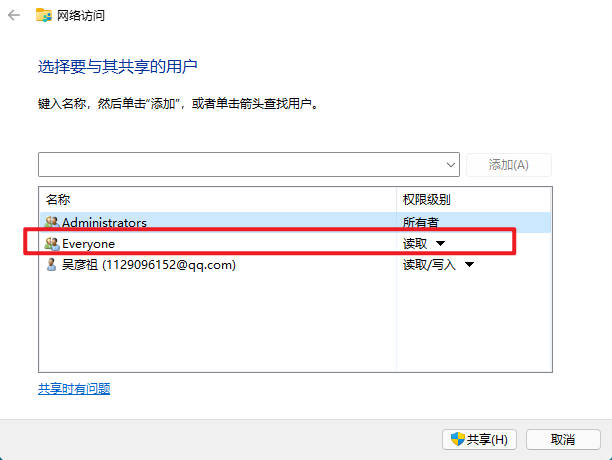 网络访问
选择要与其共享的用户
键入名称，然后单击“添加”，或者单击箭头查找用户。
添加(A)
名称 权限级别
Administrators 所有者
Everyone 读取
吴彦祖 (1129096152@qq.com) 读取/写入
共享时有问题
共享(H) 取消